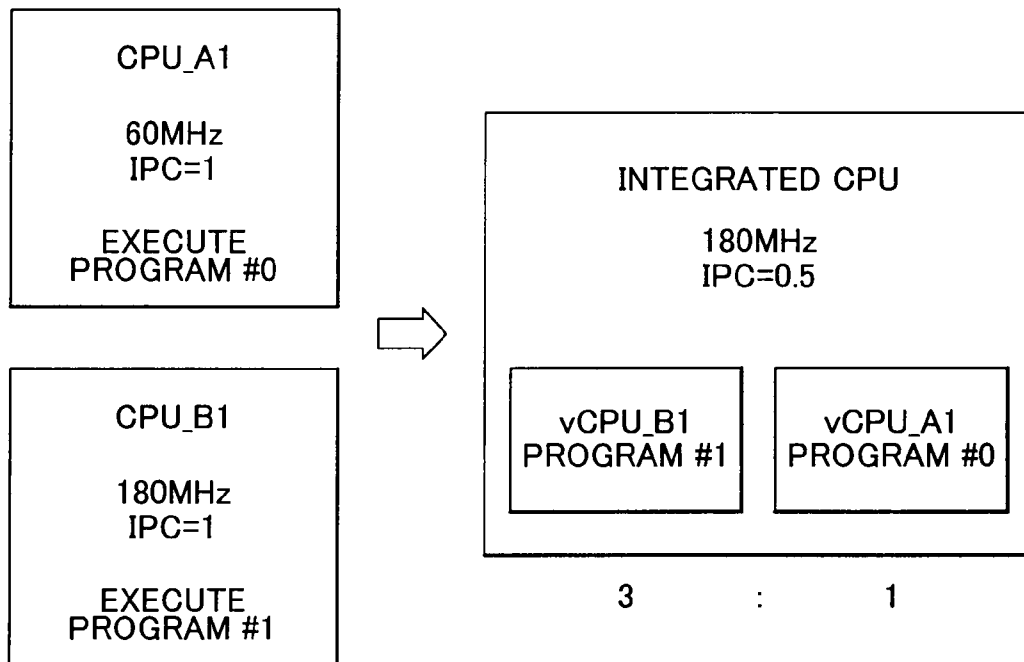 CPU_A1
60MHz
IPC=1
EXECUTE
PROGRAM #0
CPU_B1
180MHz
IPC=1
EXECUTE
PROGRAM #1
INTEGRATED CPU
180MHz
IPC=0.5
vCPU_B1
PROGRAM #1
vCPU_A1
PROGRAM #0
3 : 1